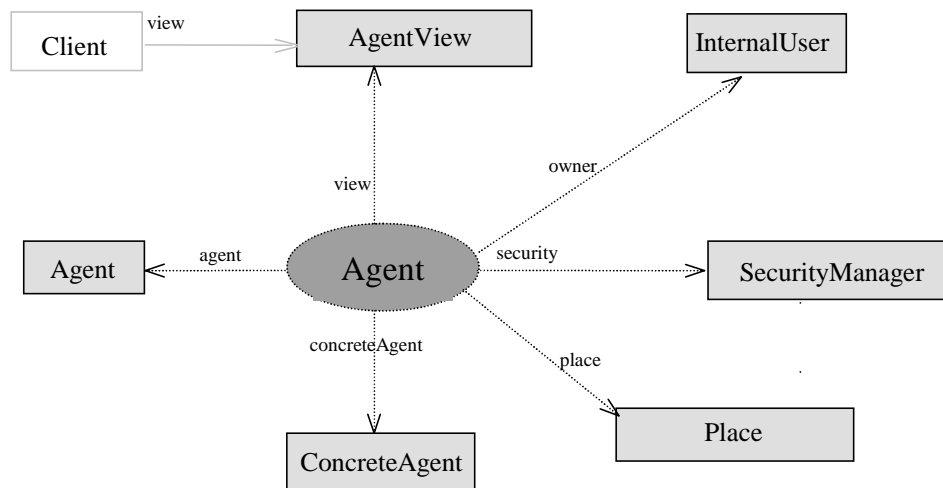 view
Client
AgentView
InternalUser
owner
view
agent
security
Agent
Agent
SecurityManager
concreteAgent
place
Place
ConcreteAgent